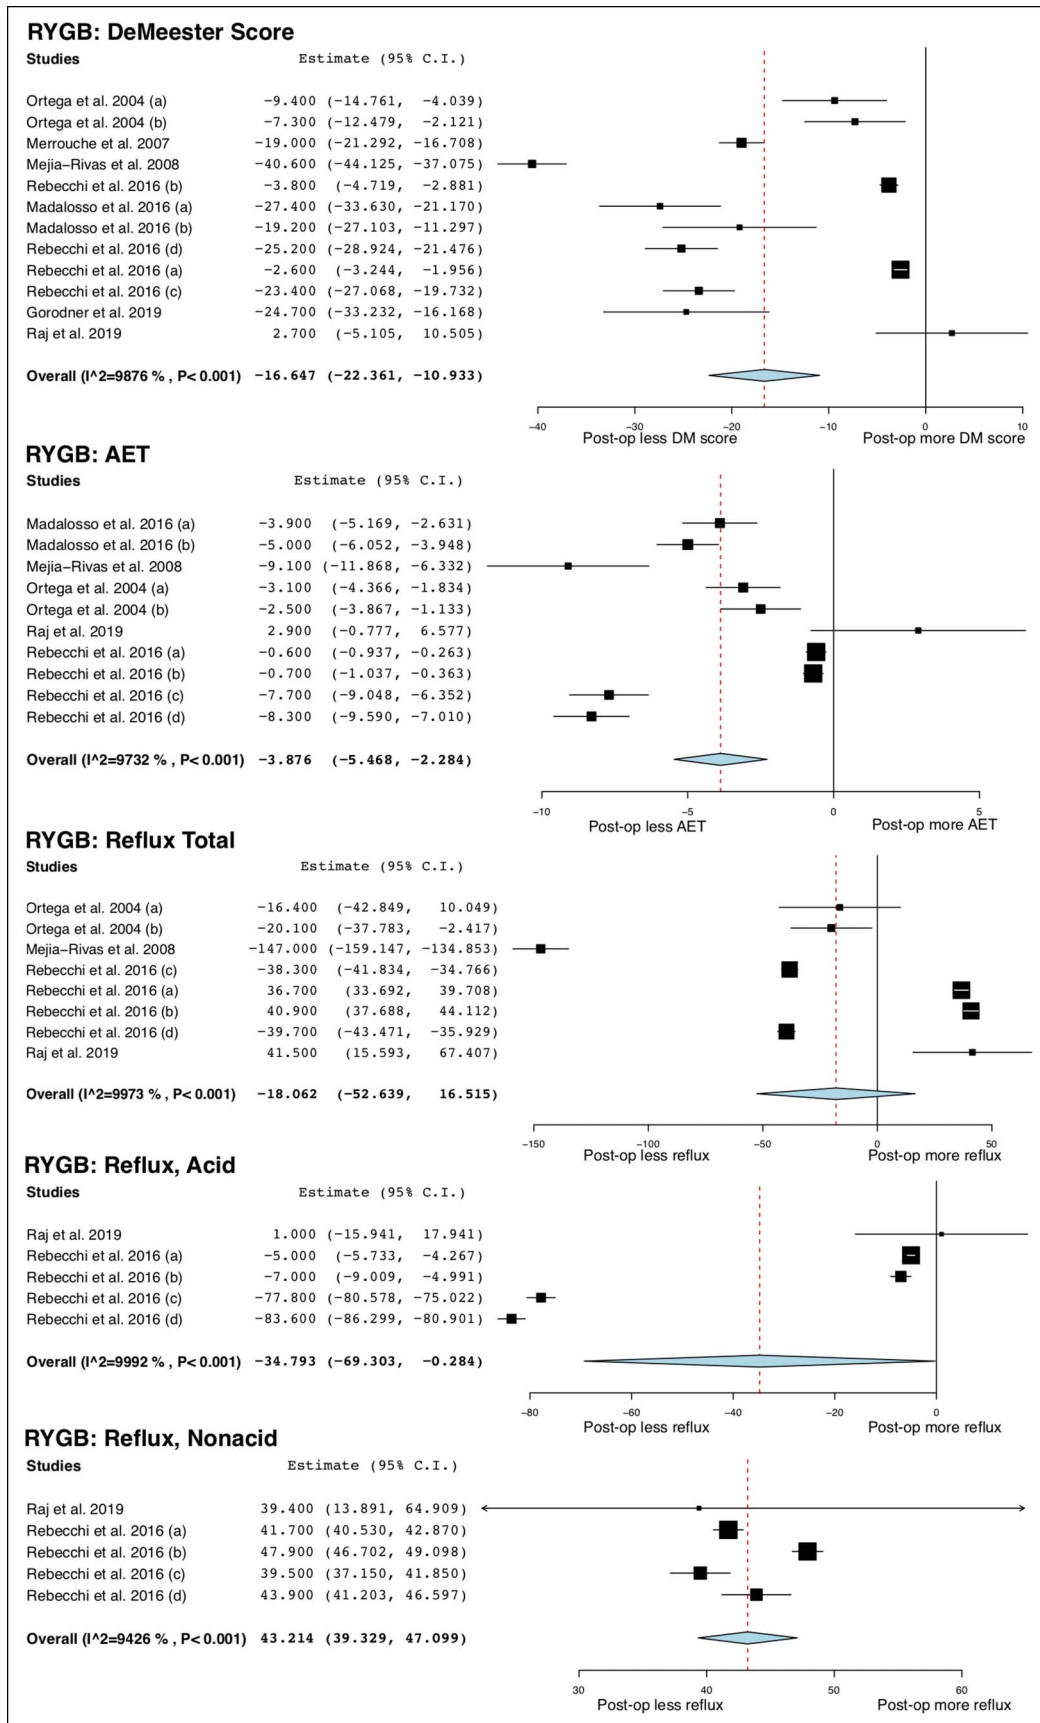 RYGB: DeMeester Score
Studies Estimate (95% C.I.)
Ortega et al. 2004 (a) −9.400 (−14.761, −4.039)
Ortega et al. 2004 (b) −7.300 (−12.479, −2.121)
Merrouche et al. 2007 −19.000 (−21.292, −16.708)
Mejia−Rivas et al. 2008 −40.600 (−44.125, −37.075)
Rebecchi et al. 2016 (b) −3.800 (−4.719, −2.881)
Madalosso et al. 2016 (a) −27.400 (−33.630, −21.170)
Madalosso et al. 2016 (b) −19.200 (−27.103, −11.297)
Rebecchi et al. 2016 (d) −25.200 (−28.924, −21.476)
Rebecchi et al. 2016 (a) −2.600 (−3.244, −1.956)
Rebecchi et al. 2016 (c) −23.400 (−27.068, −19.732)
Gorodner et al. 2019 −24.700 (−33.232, −16.168)
Raj et al. 2019 2.700 (−5.105, 10.505)
Overall (I^2=9876 % , P< 0.001) −16.647 (−22.361, −10.933)
−40 −30 −20 −10 0 10
Post-op less DM score Post-op more DM score
RYGB: AET
Studies Estimate (95% C.I.)
Madalosso et al. 2016 (a) −3.900 (−5.169, −2.631)
Madalosso et al. 2016 (b) −5.000 (−6.052, −3.948)
Mejia−Rivas et al. 2008 −9.100 (−11.868, −6.332)
Ortega et al. 2004 (a) −3.100 (−4.366, −1.834)
Ortega et al. 2004 (b) −2.500 (−3.867, −1.133)
Raj et al. 2019 2.900 (−0.777, 6.577)
Rebecchi et al. 2016 (a) −0.600 (−0.937, −0.263)
Rebecchi et al. 2016 (b) −0.700 (−1.037, −0.363)
Rebecchi et al. 2016 (c) −7.700 (−9.048, −6.352)
Rebecchi et al. 2016 (d) −8.300 (−9.590, −7.010)
Overall (I^2=9732 % , P< 0.001) −3.876 (−5.468, −2.284)
−10 −5 0 5
Post-op less AET Post-op more AET
RYGB: Reflux Total
Studies Estimate (95% C.I.)
Ortega et al. 2004 (a) −16.400 (−42.849, 10.049)
Ortega et al. 2004 (b) −20.100 (−37.783, −2.417)
Mejia−Rivas et al. 2008 −147.000 (−159.147, −134.853)
Rebecchi et al. 2016 (c) −38.300 (−41.834, −34.766)
Rebecchi et al. 2016 (a) 36.700 (33.692, 39.708)
Rebecchi et al. 2016 (b) 40.900 (37.688, 44.112)
Rebecchi et al. 2016 (d) −39.700 (−43.471, −35.929)
Raj et al. 2019 41.500 (15.593, 67.407)
Overall (I^2=9973 % , P< 0.001) −18.062 (−52.639, 16.515)
−150 −100 −50 0 50
Post-op less reflux Post-op more reflux
RYGB: Reflux, Acid
Studies Estimate (95% C.I.)
Raj et al. 2019 1.000 (−15.941, 17.941)
Rebecchi et al. 2016 (a) −5.000 (−5.733, −4.267)
Rebecchi et al. 2016 (b) −7.000 (−9.009, −4.991)
Rebecchi et al. 2016 (c) −77.800 (−80.578, −75.022)
Rebecchi et al. 2016 (d) −83.600 (−86.299, −80.901)
Overall (I^2=9992 % , P< 0.001) −34.793 (−69.303, −0.284)
−80 −60 −40 −20 0
Post-op less reflux Post-op more reflux
RYGB: Reflux, Nonacid
Studies Estimate (95% C.I.)
Raj et al. 2019 39.400 (13.891, 64.909)
Rebecchi et al. 2016 (a) 41.700 (40.530, 42.870)
Rebecchi et al. 2016 (b) 47.900 (46.702, 49.098)
Rebecchi et al. 2016 (c) 39.500 (37.150, 41.850)
Rebecchi et al. 2016 (d) 43.900 (41.203, 46.597)
Overall (I^2=9426 % , P< 0.001) 43.214 (39.329, 47.099)
30 40 50 60
Post-op less reflux Post-op more reflux